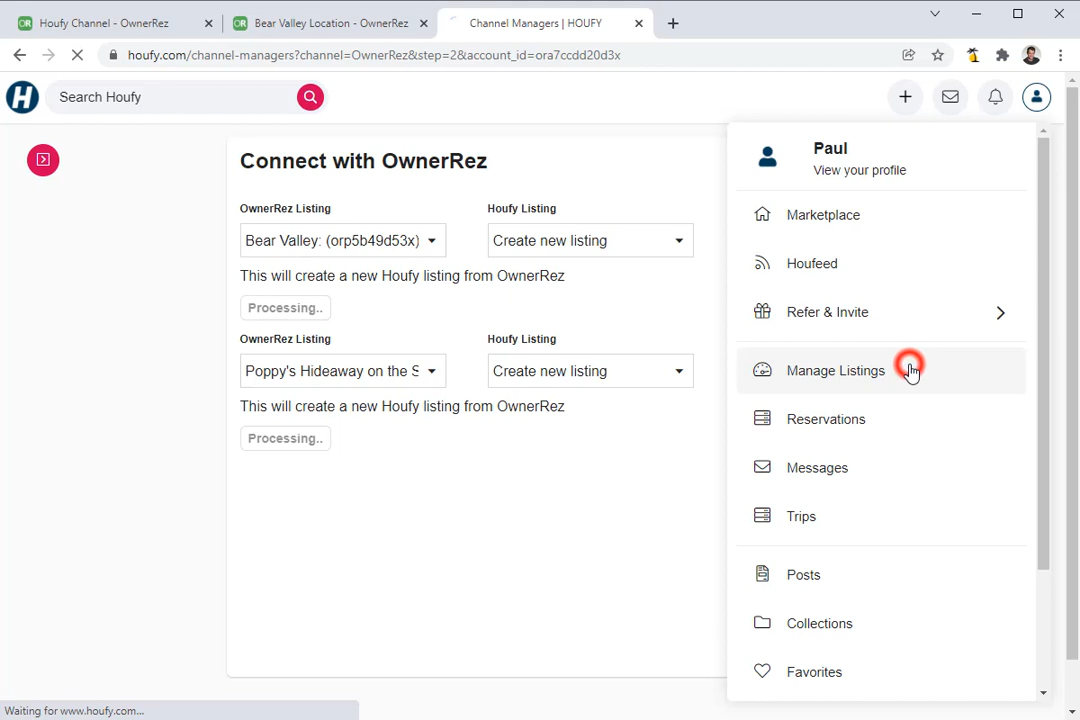 Houfy Channel - OwnerRez
Bear Valley Location - OwnerRez
Channel Managers | HOUFY
houfy.com/channel-managers?channel=OwnerRez&step=2&account_id=ora7ccdd20d3x
H
Search Houfy
Connect with OwnerRez
OwnerRez Listing
Houfy Listing
Bear Valley: (orp5b49d53x)
Create new listing
This will create a new Houfy listing from OwnerRez
Processing..
OwnerRez Listing
Houfy Listing
Poppy's Hideaway on the S
Create new listing
This will create a new Houfy listing from OwnerRez
Processing..
Paul
View your profile
Marketplace
Houfeed
Refer & Invite
Manage Listings
Reservations
Messages
Trips
Posts
Collections
Favorites
Waiting for www.houfy.com...